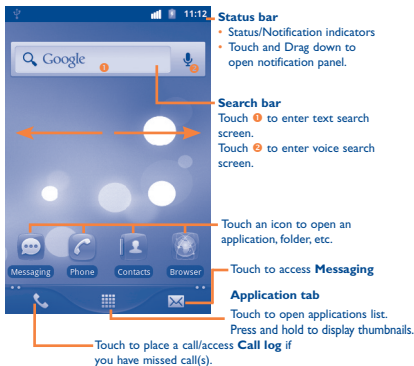 11:12
Google
1
2
Messaging
Phone
Contacts
Browser
Status bar
• Status/Notification indicators
• Touch and Drag down to
open notification panel.
Search bar
Touch 1 to enter text search
screen.
Touch 2 to enter voice search
screen.
Touch an icon to open an
application, folder, etc.
Touch to access Messaging
Application tab
Touch to open applications list.
Press and hold to display thumbnails.
Touch to place a call/access Call log if
you have missed call(s).